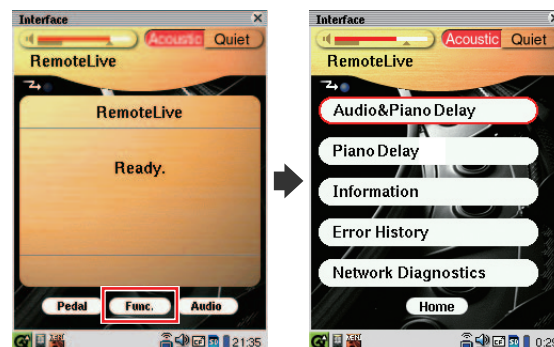 Interface
Acoustic Quiet
RemoteLive
RemoteLive
Ready.
Pedal Func. Audio
21:35
Interface
Acoustic Quiet
RemoteLive
Audio&Piano Delay
Piano Delay
Information
Error History
Network Diagnostics
Home